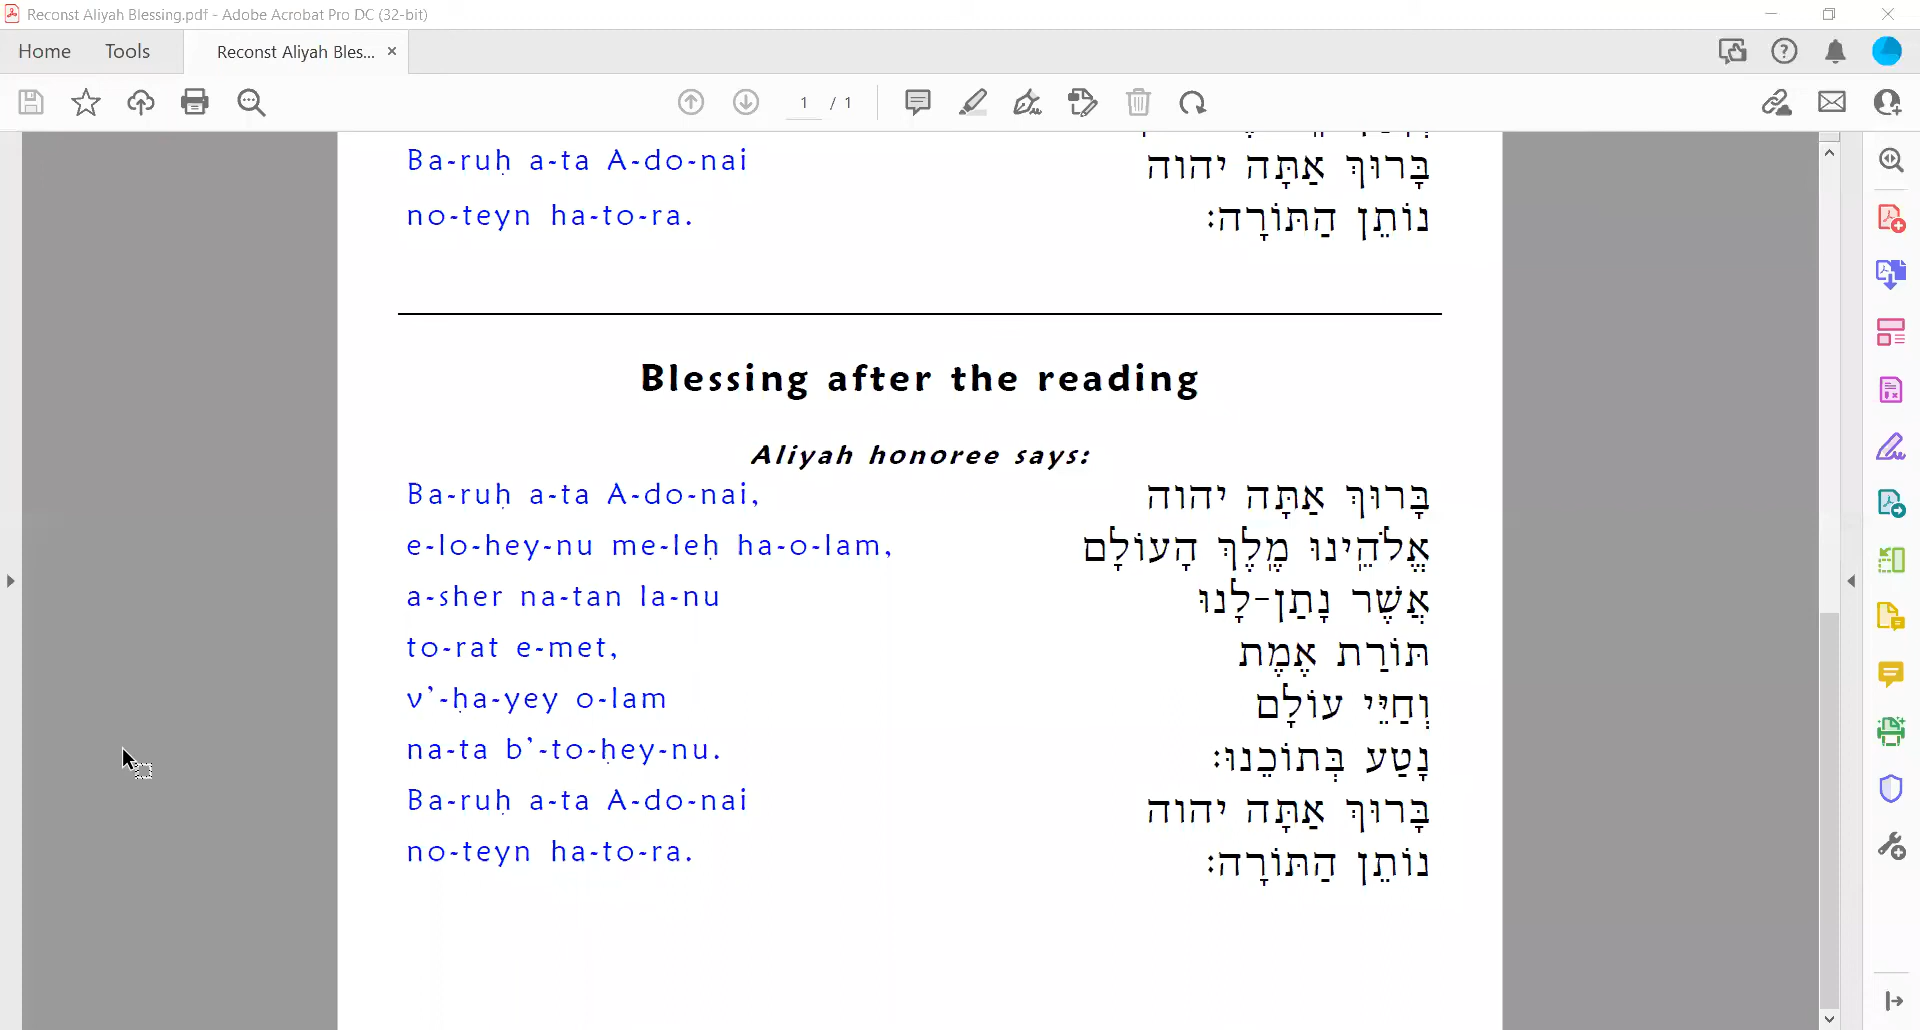 Reconst Aliyah Blessing.pdf - Adobe Acrobat Pro DC (32-bit)
Home Tools Reconst Aliyah Bles... ×
1 / 1
Ba-ruḥ a-ta A-do-nai בָּרוּךְ אַתָּה יהוה
no-teyn ha-to-ra. נוֹתֵן הַתּוֹרָה׃
Blessing after the reading
Aliyah honoree says:
Ba-ruḥ a-ta A-do-nai, בָּרוּךְ אַתָּה יהוה
e-lo-hey-nu me-leḥ ha-o-lam, אֱלֹהֵינוּ מֶלֶךְ הָעוֹלָם
a-sher na-tan la-nu אֲשֶׁר נָתַן-לָנוּ
to-rat e-met, תּוֹרַת אֱמֶת
v’-ḥa-yey o-lam וְחַיֵּי עוֹלָם
na-ta b’-to-ḥey-nu. נָטַע בְּתוֹכֵנוּ׃
Ba-ruḥ a-ta A-do-nai בָּרוּךְ אַתָּה יהוה
no-teyn ha-to-ra. נוֹתֵן הַתּוֹרָה׃